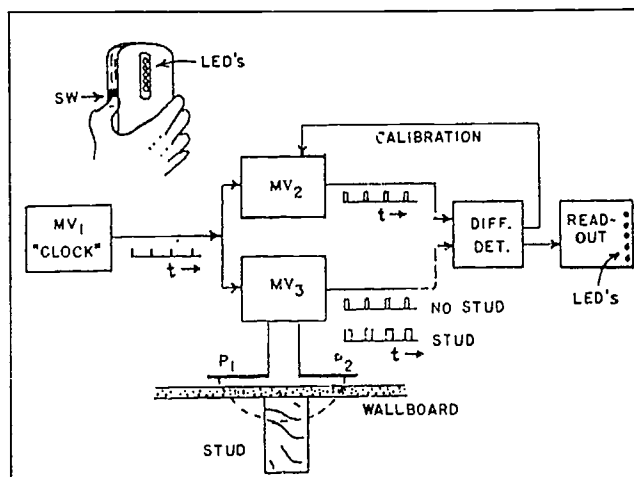 LED's
SW
CALIBRATION
MV1
"CLOCK"
t
MV2
t
DIFF.
DET.
READ-
OUT
LED's
MV3
NO STUD
STUD
t
P1
P2
WALLBOARD
STUD